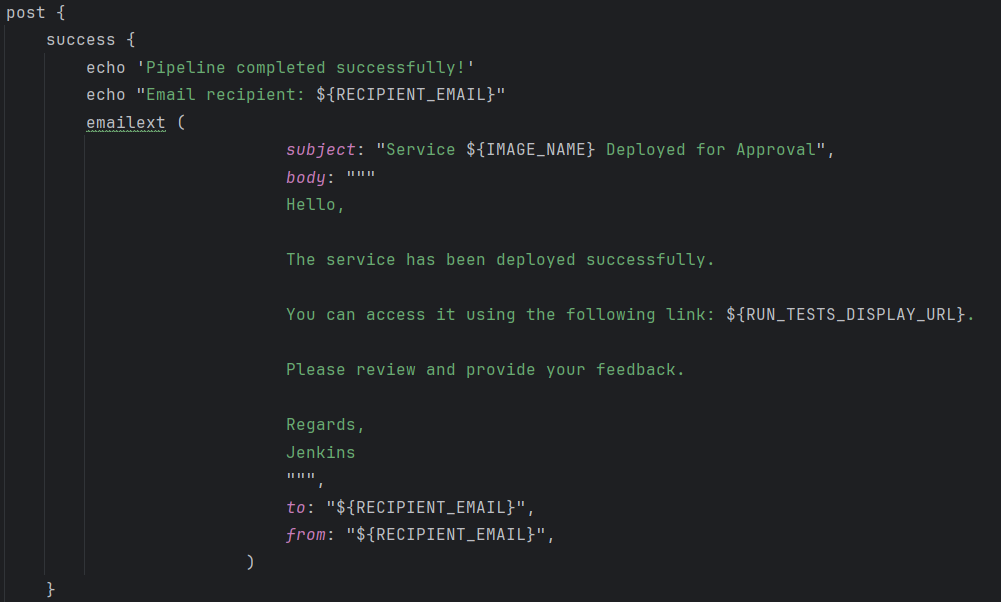 post {
success {
echo 'Pipeline completed successfully!'
echo "Email recipient: ${RECIPIENT_EMAIL}"
emailext (
subject: "Service ${IMAGE_NAME} Deployed for Approval",
body: """
Hello,
The service has been deployed successfully.
You can access it using the following link: ${RUN_TESTS_DISPLAY_URL}.
Please review and provide your feedback.
Regards,
Jenkins
""",
to: "${RECIPIENT_EMAIL}",
from: "${RECIPIENT_EMAIL}",
)
}